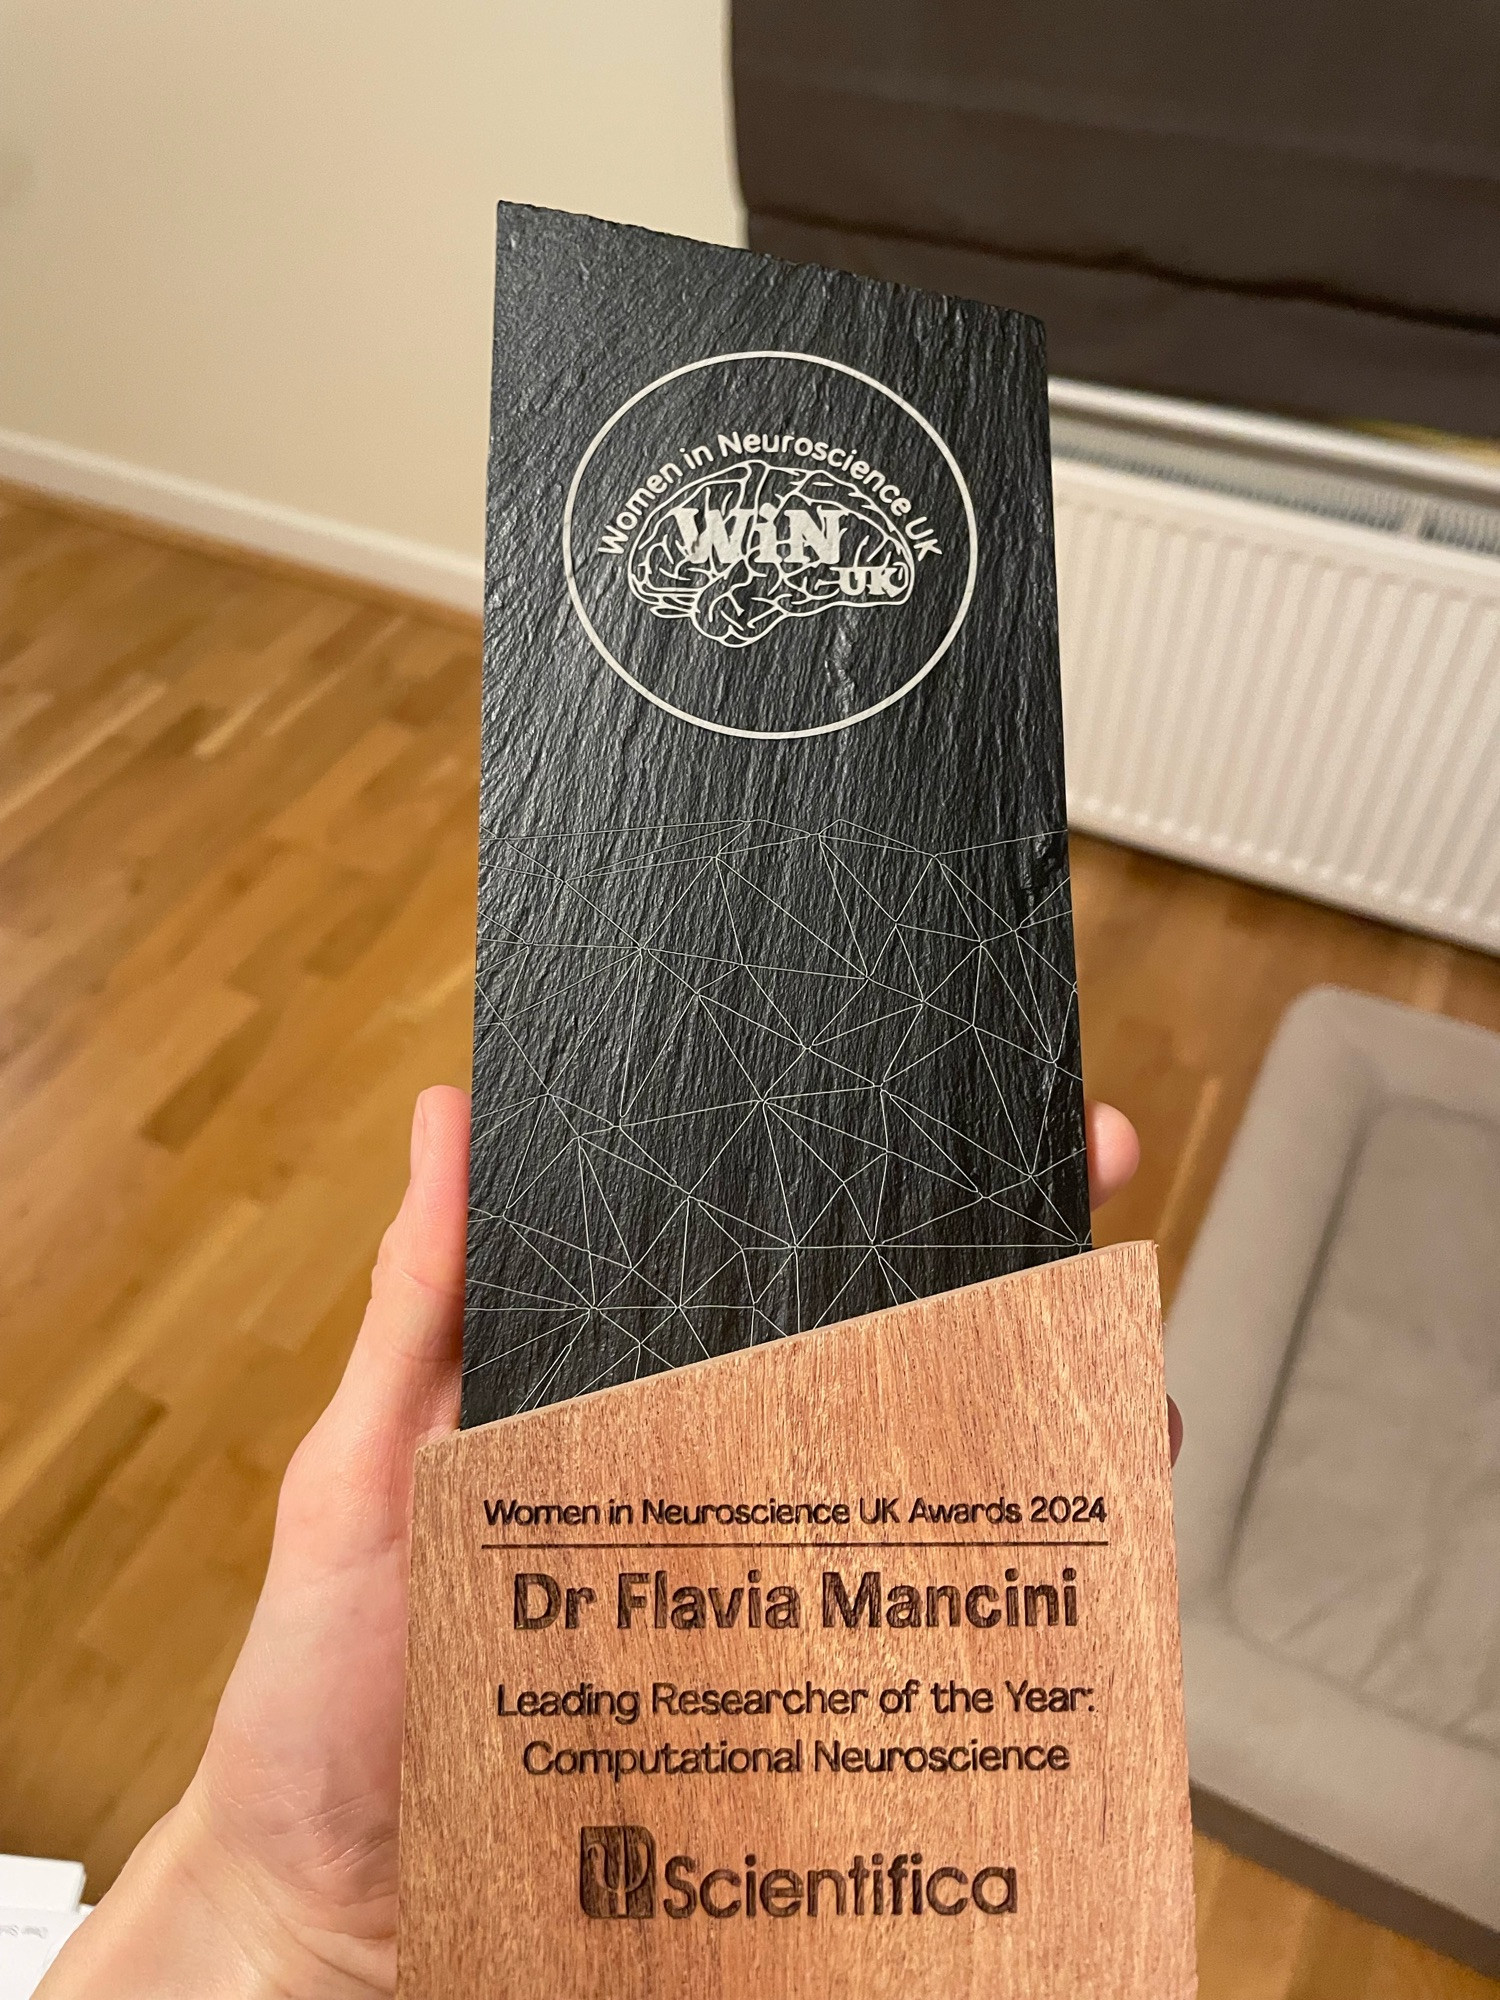 Women in Neuroscience UK
WiN
UK
Women in Neuroscience UK Awards 2024
Dr Flavia Mancini
Leading Researcher of the Year:
Computational Neuroscience
Scientifica